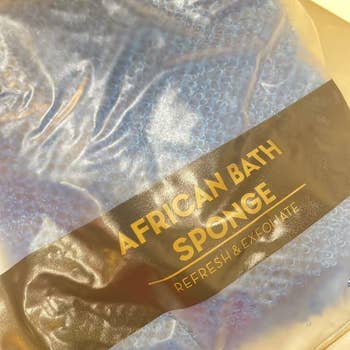 AFRICAN BATH
SPONGE
REFRESH & EXFOLIATE